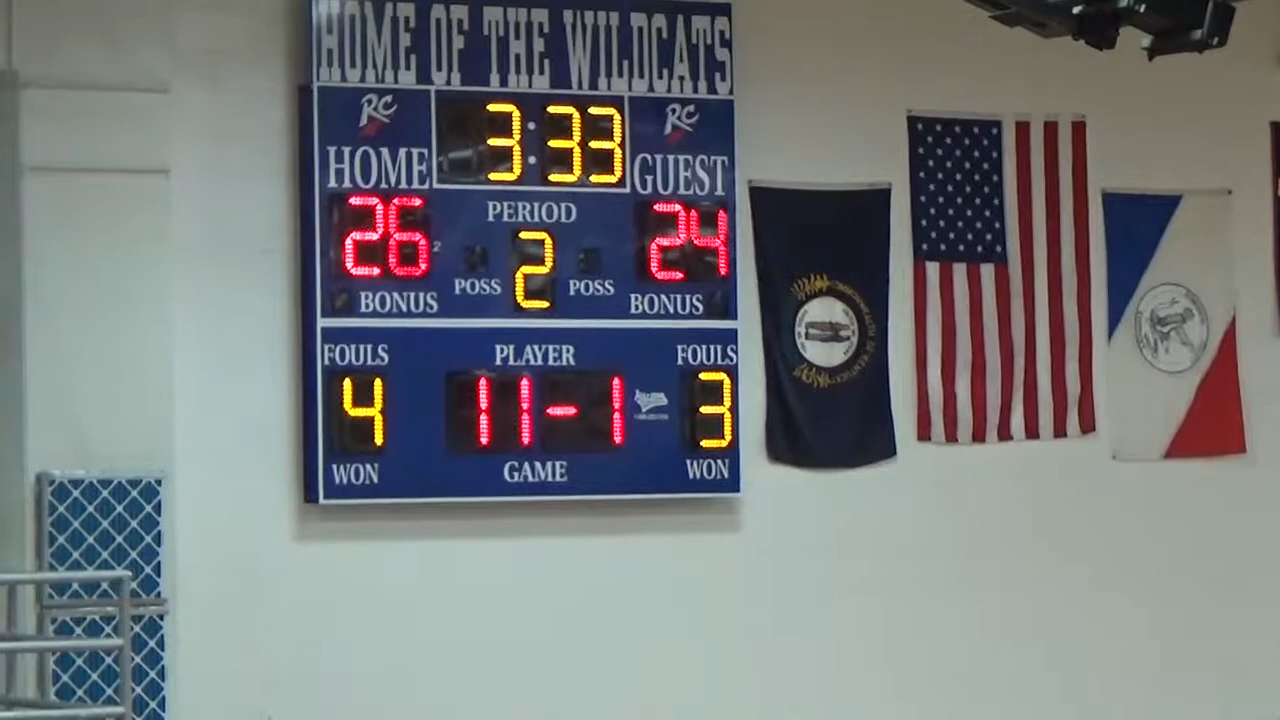 HOME OF THE WILDCATS
RC 3:33 RC
HOME GUEST
PERIOD
26 2 24
POSS POSS
BONUS BONUS
FOULS PLAYER FOULS
4 11-1 3
WON GAME WON